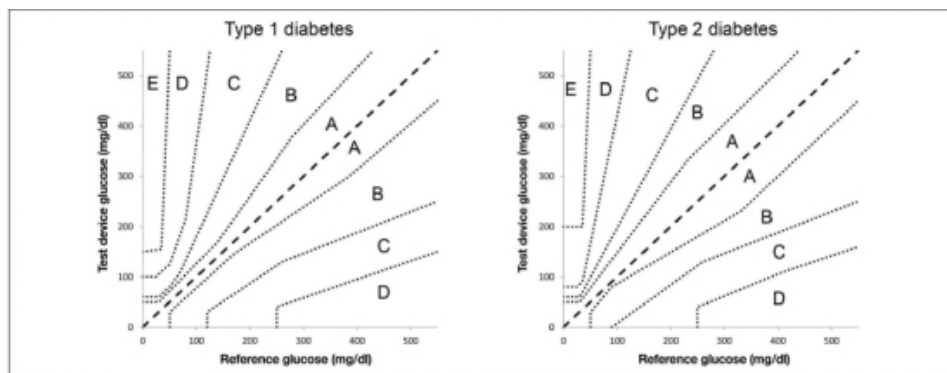 Type 1 diabetes
Test device glucose (mg/dl)
500
400
300
200
100
0
E D C B
A
A
B
C
D
0 100 200 300 400 500
Reference glucose (mg/dl)
Type 2 diabetes
Test device glucose (mg/dl)
500
400
300
200
100
0
E D C
B
A
A
B
C
D
0 100 200 300 400 500
Reference glucose (mg/dl)